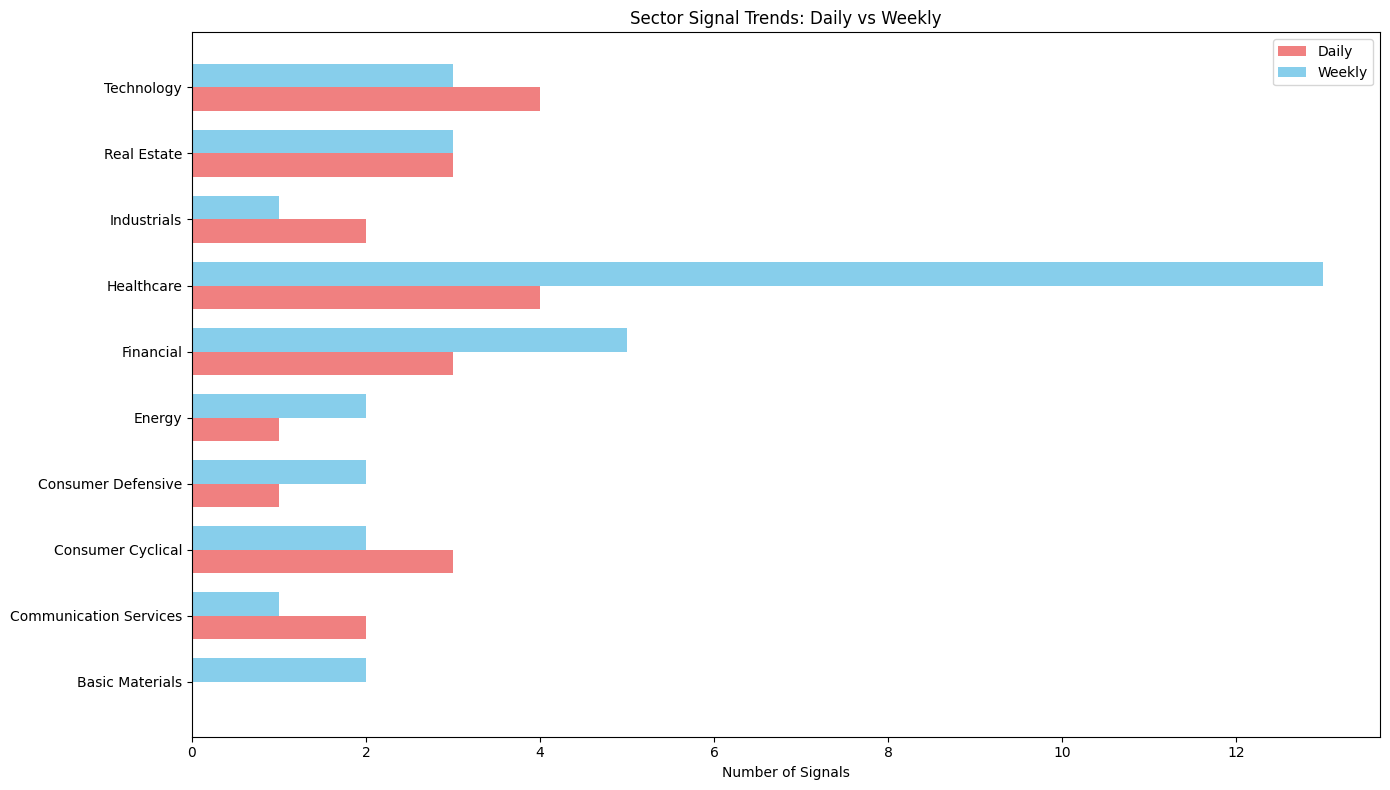 Sector Signal Trends: Daily vs Weekly
Daily
Weekly
Technology
Real Estate
Industrials
Healthcare
Financial
Energy
Consumer Defensive
Consumer Cyclical
Communication Services
Basic Materials
0 2 4 6 8 10 12
Number of Signals